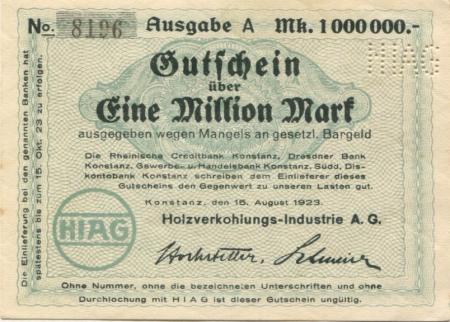 No. 8196 Ausgabe A Mk. 1000000.-
HIAG
Gutschein
über
Eine Million Mark
ausgegeben wegen Mangels an gesetzl. Bargeld
Die Rheinische Creditbank Konstanz, Dresdner Bank
Konstanz, Gewerbe- u. Handelsbank Konstanz, Südd. Dis-
kontobank Konstanz schreiben dem Einlieferer dieses
Gutscheins den Gegenwert zu unseren Lasten gut.
Konstanz, den 15. August 1923.
Holzverkohlungs-Industrie A. G.
HIAG
Ohne Nummer, ohne die bezeichneten Unterschriften und ohne
Durchlochung mit HIAG ist dieser Gutschein ungültig.
Die Einlieferung bei den genannten Banken hat
spätestens bis zum 15. Okt. 23 zu erfolgen.